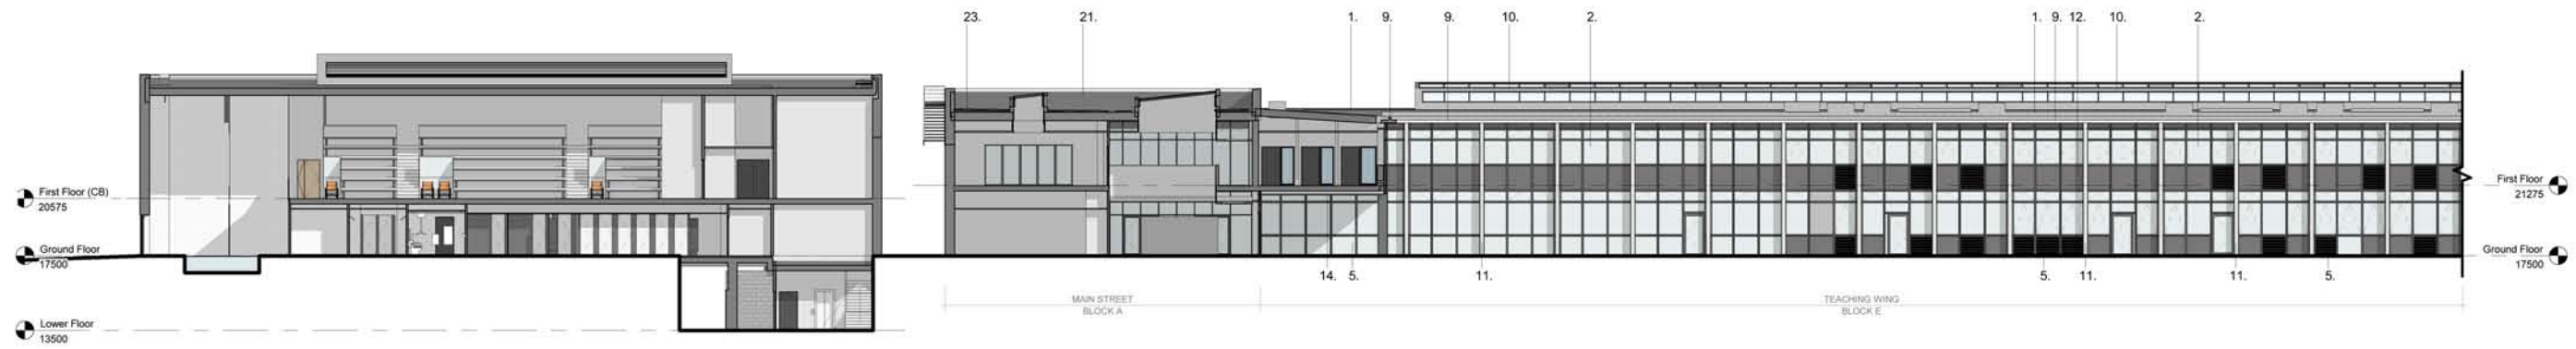 23.
21.
1.
9.
9.
10.
2.
1. 9. 12.
10.
2.
First Floor (CB)
20575
Ground Floor
17500
Lower Floor
13500
First Floor
21275
Ground Floor
17500
14. 5.
11.
5. 11.
11.
5.
MAIN STREET
BLOCK A
TEACHING WING
BLOCK E